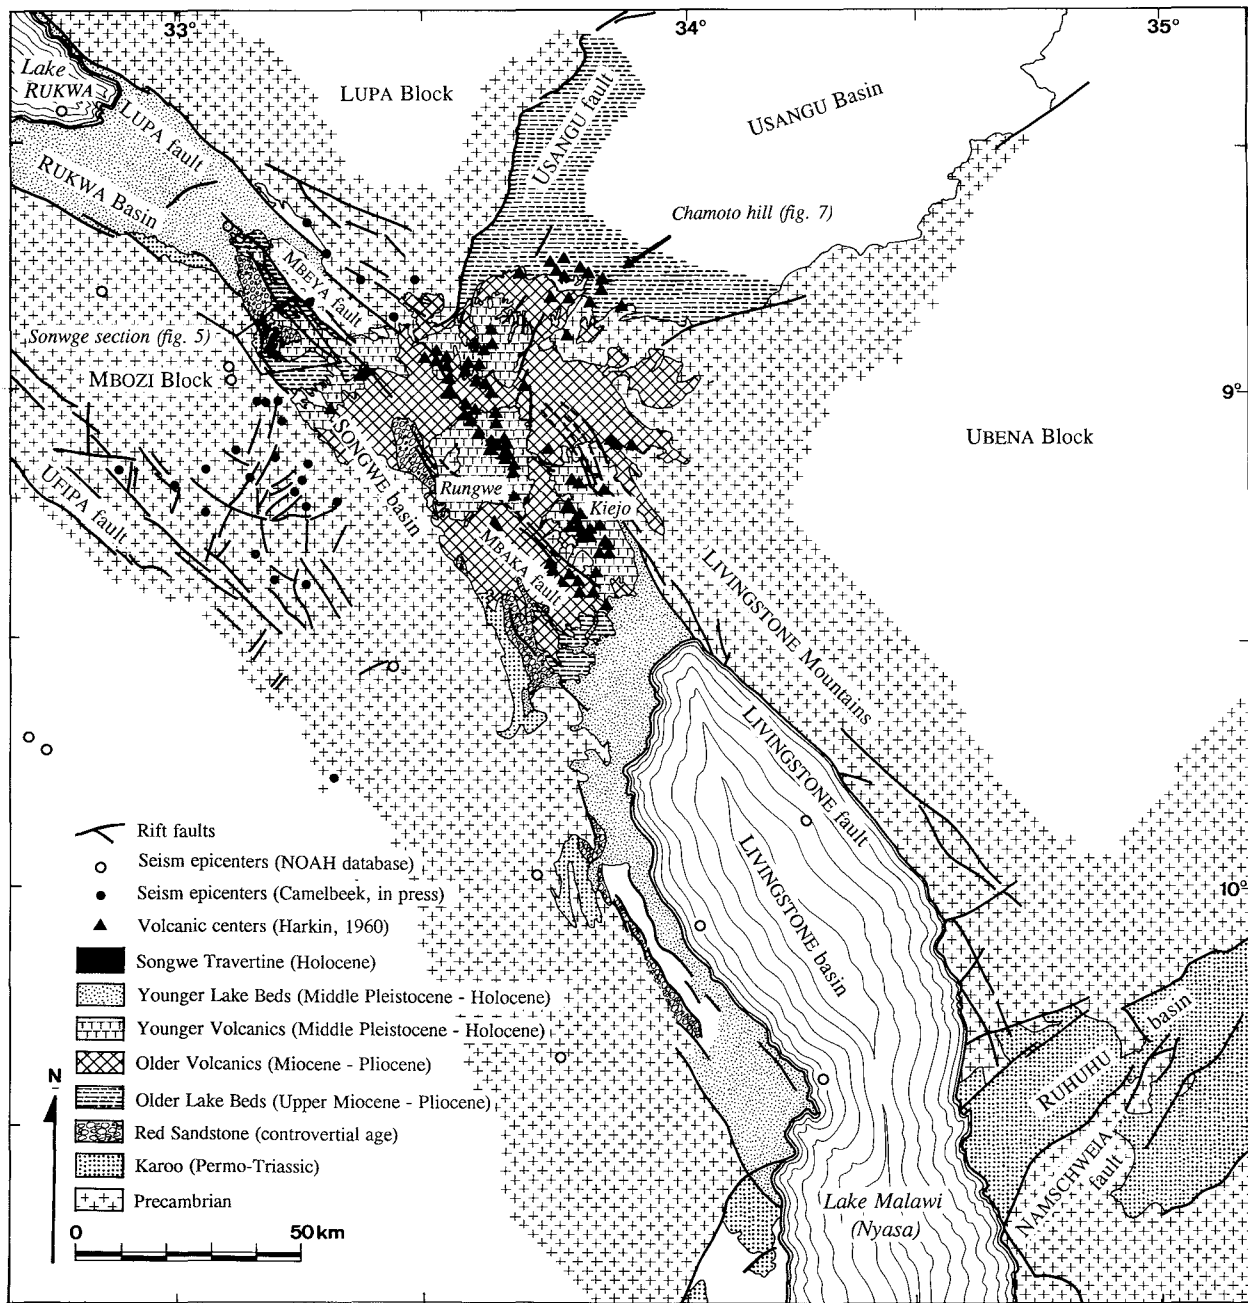 33°
34°
35°
Lake
RUKWA
LUPA Block
LUPA fault
USANGU fault
USANGU Basin
RUKWA Basin
Chamoto hill (fig. 7)
MBEYA fault
Sonwge section (fig. 5)
MBOZI Block
9°
SONGWE basin
UBENA Block
UFIPA fault
Rungwe
Kiejo
MBAKA fault
LIVINGSTONE Mountains
LIVINGSTONE fault
LIVINGSTONE basin
10°
Rift faults
Seism epicenters (NOAH database)
Seism epicenters (Camelbeek, in press)
Volcanic centers (Harkin, 1960)
Songwe Travertine (Holocene)
Younger Lake Beds (Middle Pleistocene - Holocene)
Younger Volcanics (Middle Pleistocene - Holocene)
Older Volcanics (Miocene - Pliocene)
Older Lake Beds (Upper Miocene - Pliocene)
Red Sandstone (controvertial age)
Karoo (Permo-Triassic)
Precambrian
N
0 50 km
RUHUHU basin
NAMSCHWEIA
fault
Lake Malawi
(Nyasa)